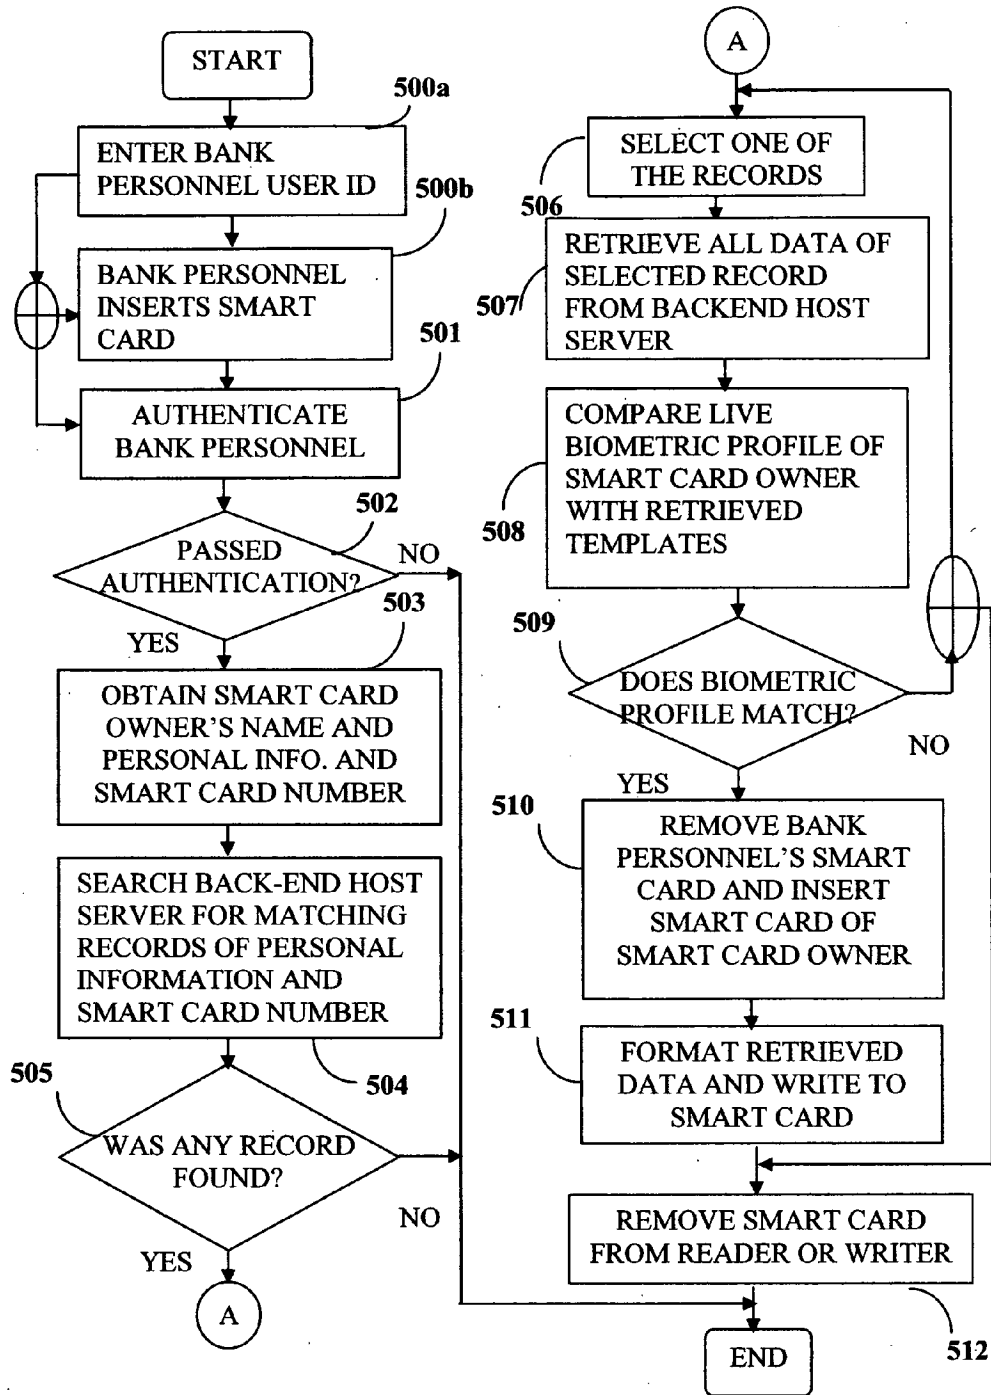 START
500a
ENTER BANK
PERSONNEL USER ID
500b
BANK PERSONNEL
INSERTS SMART
CARD
501
AUTHENTICATE
BANK PERSONNEL
502
PASSED
AUTHENTICATION?
NO
503
YES
OBTAIN SMART CARD
OWNER'S NAME AND
PERSONAL INFO. AND
SMART CARD NUMBER
SEARCH BACK-END HOST
SERVER FOR MATCHING
RECORDS OF PERSONAL
INFORMATION AND
SMART CARD NUMBER
505
504
WAS ANY RECORD
FOUND?
NO
YES
A
A
SELECT ONE OF
THE RECORDS
506
RETRIEVE ALL DATA OF
SELECTED RECORD
FROM BACKEND HOST
SERVER
507
COMPARE LIVE
BIOMETRIC PROFILE OF
SMART CARD OWNER
WITH RETRIEVED
TEMPLATES
508
509
DOES BIOMETRIC
PROFILE MATCH?
NO
YES
510
REMOVE BANK
PERSONNEL'S SMART
CARD AND INSERT
SMART CARD OF
SMART CARD OWNER
511
FORMAT RETRIEVED
DATA AND WRITE TO
SMART CARD
REMOVE SMART CARD
FROM READER OR WRITER
512
END